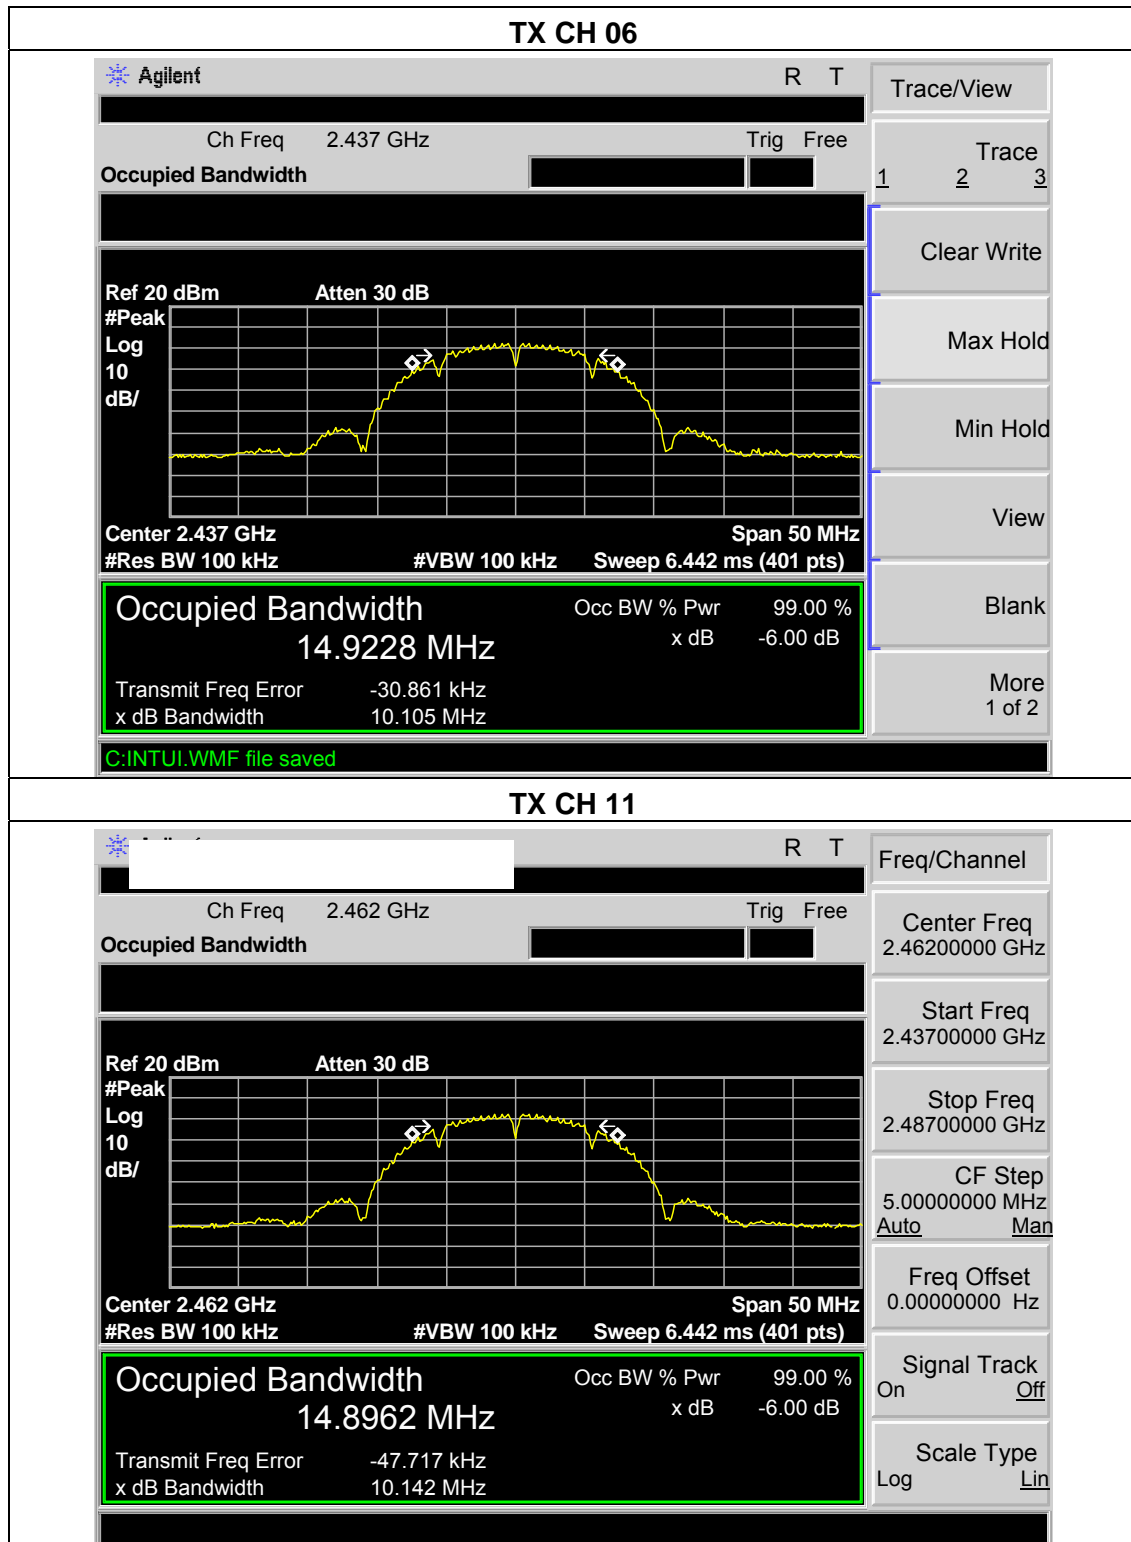 TX CH 06
Agilent R T
Trace/View
Ch Freq 2.437 GHz Trig Free
Occupied Bandwidth
Trace
1 2 3
Clear Write
Max Hold
Min Hold
View
Blank
More
1 of 2
Ref 20 dBm Atten 30 dB
#Peak
Log
10
dB/
Center 2.437 GHz Span 50 MHz
#Res BW 100 kHz #VBW 100 kHz Sweep 6.442 ms (401 pts)
Occupied Bandwidth Occ BW % Pwr 99.00 %
14.9228 MHz x dB -6.00 dB
Transmit Freq Error -30.861 kHz
x dB Bandwidth 10.105 MHz
C:INTUI.WMF file saved
TX CH 11
R T
Freq/Channel
Ch Freq 2.462 GHz Trig Free
Occupied Bandwidth
Center Freq
2.46200000 GHz
Start Freq
2.43700000 GHz
Stop Freq
2.48700000 GHz
CF Step
5.00000000 MHz
Auto Man
Freq Offset
0.00000000 Hz
Signal Track
On Off
Scale Type
Log Lin
Ref 20 dBm Atten 30 dB
#Peak
Log
10
dB/
Center 2.462 GHz Span 50 MHz
#Res BW 100 kHz #VBW 100 kHz Sweep 6.442 ms (401 pts)
Occupied Bandwidth Occ BW % Pwr 99.00 %
14.8962 MHz x dB -6.00 dB
Transmit Freq Error -47.717 kHz
x dB Bandwidth 10.142 MHz